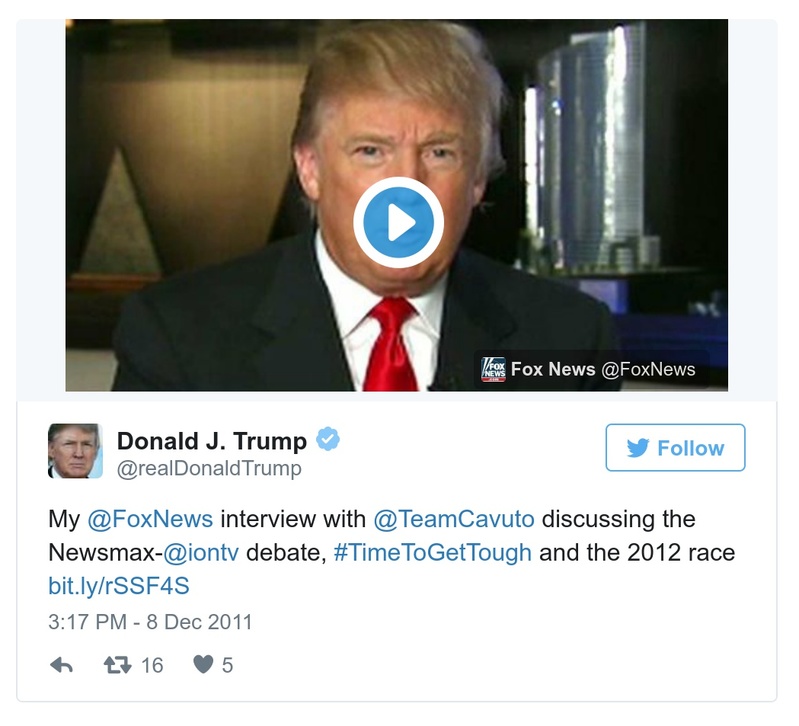 FOX
NEWS
Fox News @FoxNews
Donald J. Trump
@realDonaldTrump
Follow
My @FoxNews interview with @TeamCavuto discussing the
Newsmax-@iontv debate, #TimeToGetTough and the 2012 race
bit.ly/rSSF4S
3:17 PM - 8 Dec 2011
16 5